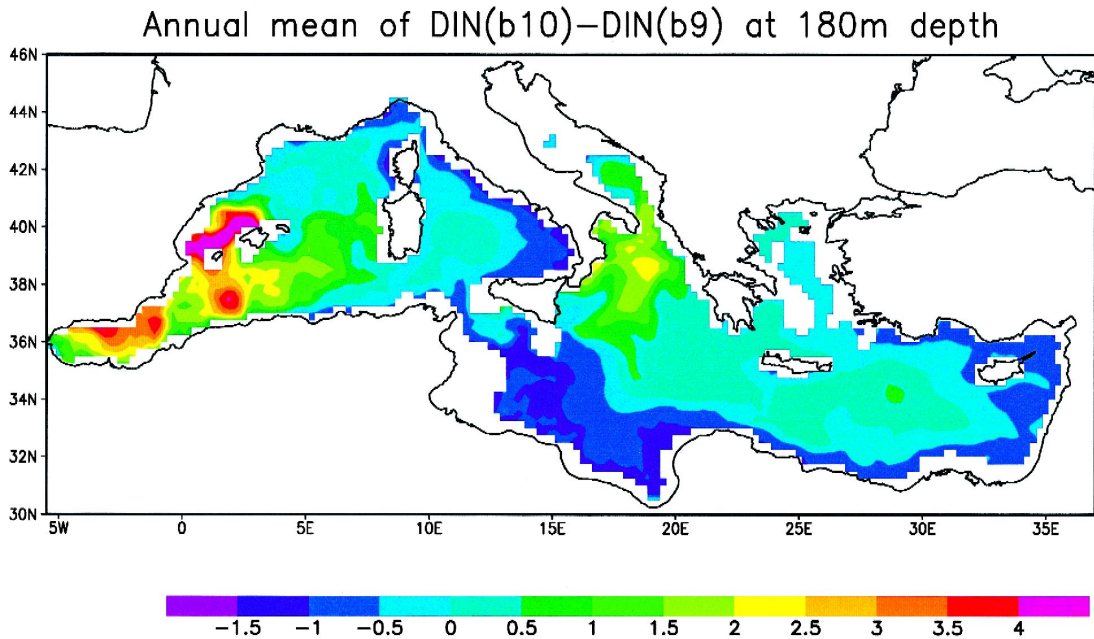 Annual mean of DIN(b10)−DIN(b9) at 180m depth
46N
44N
42N
40N
38N
36N
34N
32N
30N
5W 0 5E 10E 15E 20E 25E 30E 35E
−1.5 −1 −0.5 0 0.5 1 1.5 2 2.5 3 3.5 4